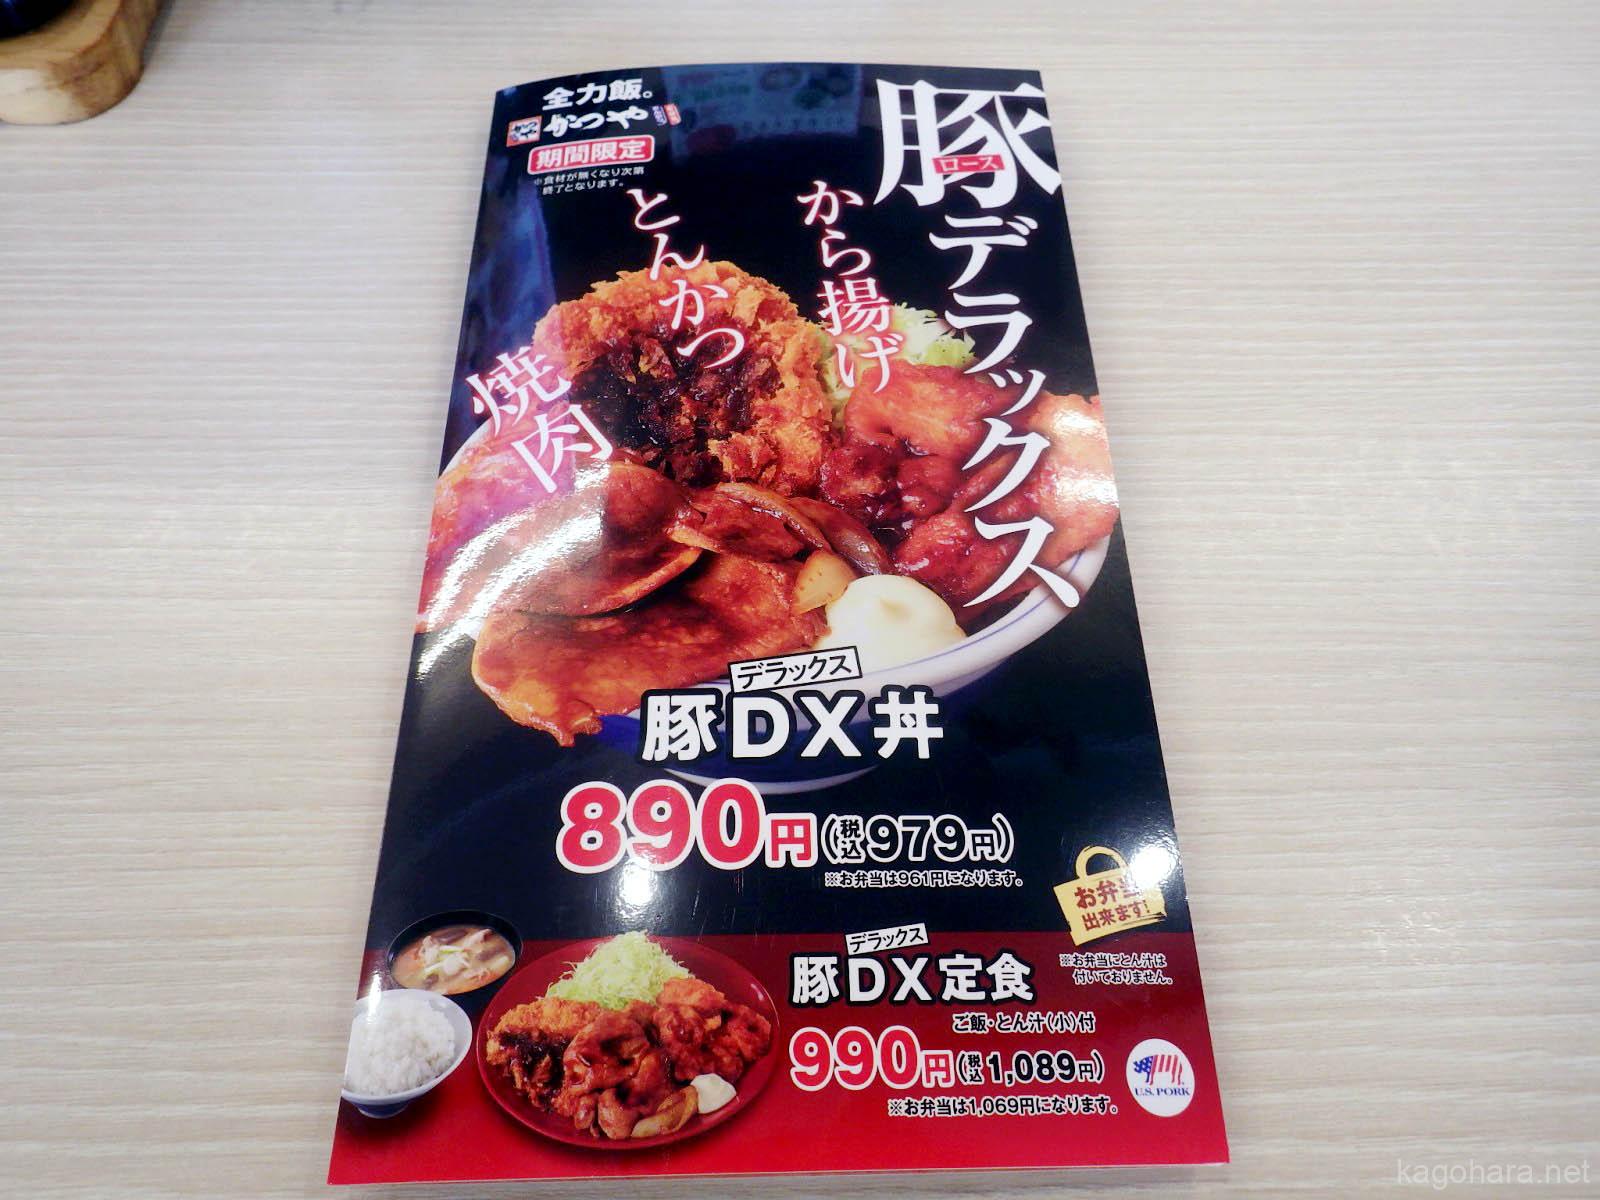 全力飯。
かつや
期間限定
※食材が無くなり次第
終了となります。
豚デラックス
ロース
から揚げ
とんかつ
焼肉
デラックス
豚DX丼
890円(税込979円)
※お弁当は961円になります。
お弁当
出来ます!
※お弁当にとん汁は
付いておりません。
デラックス
豚DX定食
ご飯・とん汁(小)付
990円(税込1,089円)
※お弁当は1,069円になります。
U.S. PORK
kagohara.net